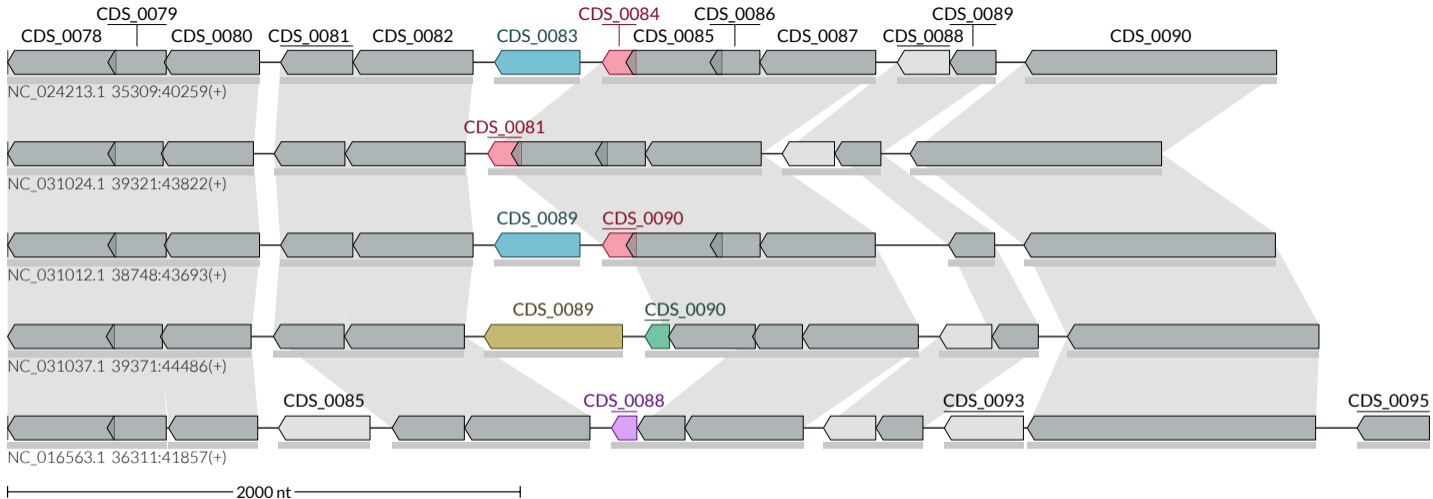 CDS_0079 CDS_0084 CDS_0086 CDS_0089
CDS_0078 CDS_0080 CDS_0081 CDS_0082 CDS_0083 CDS_0085 CDS_0087 CDS_0088 CDS_0090
NC_024213.1 35309:40259(+)
CDS_0081
NC_031024.1 39321:43822(+)
CDS_0089 CDS_0090
NC_031012.1 38748:43693(+)
CDS_0089 CDS_0090
NC_031037.1 39371:44486(+)
CDS_0085 CDS_0088 CDS_0093 CDS_0095
NC_016563.1 36311:41857(+)
2000 nt